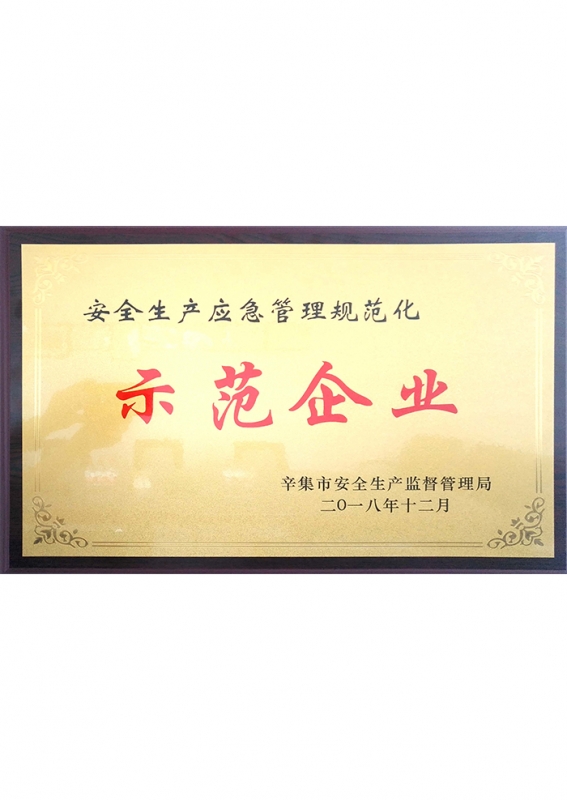 安全生产应急管理规范化
示范企业
辛集市安全生产监督管理局
二〇一八年十二月